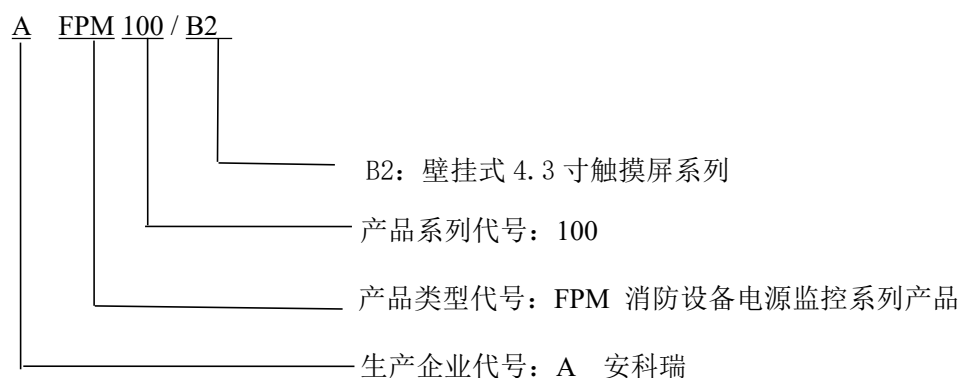 A FPM 100 / B2
B2：壁挂式 4.3 寸触摸屏系列
产品系列代号：100
产品类型代号：FPM 消防设备电源监控系列产品
生产企业代号：A 安科瑞